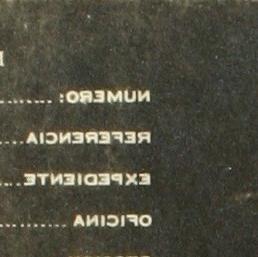 NUMERO: ........
REFERENCIA....
EXPEDIENTE....
OFICINA .........